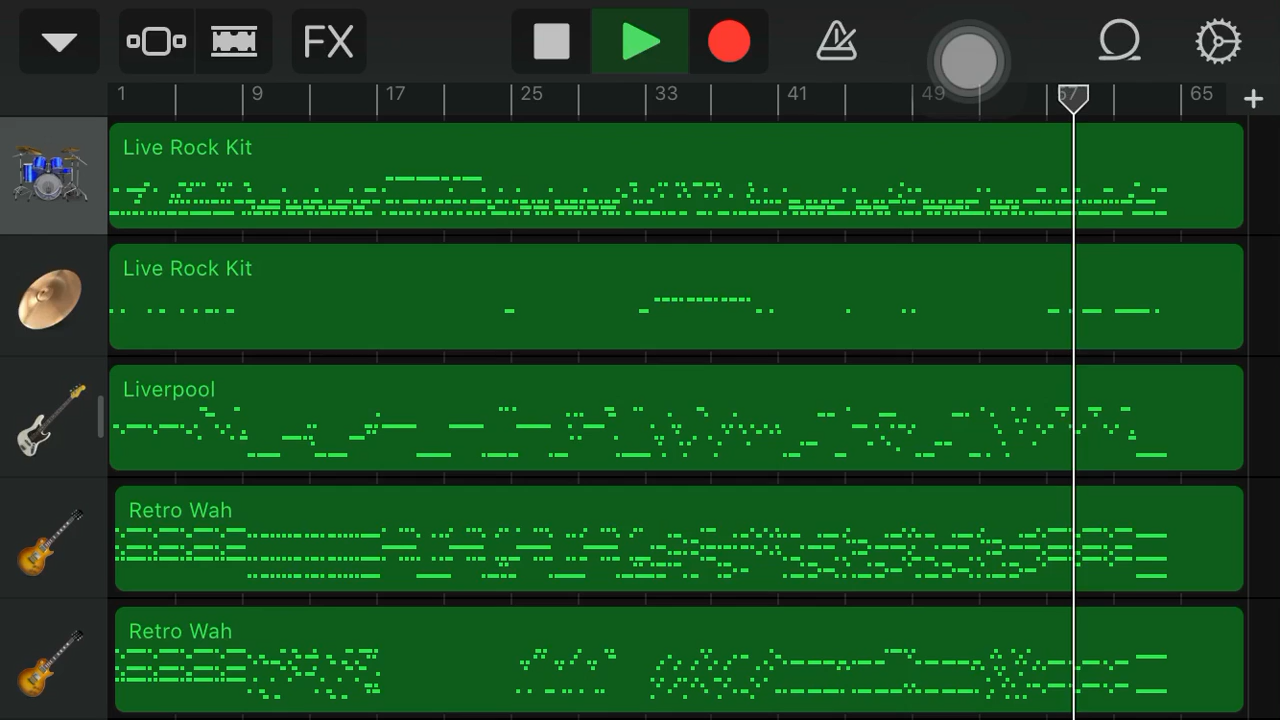 FX
1 9 17 25 33 41 49 57 65
Live Rock Kit
Live Rock Kit
Liverpool
Retro Wah
Retro Wah